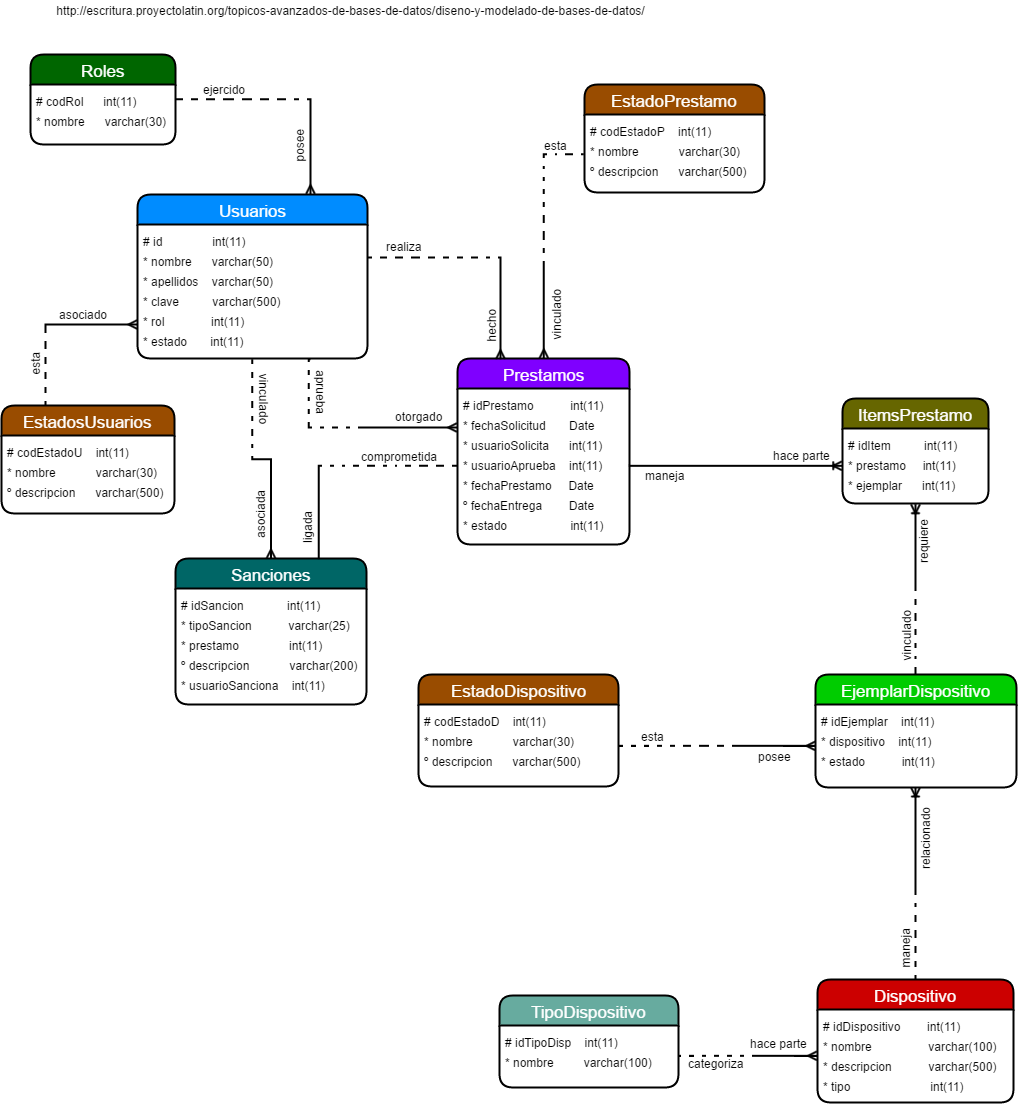 http://escritura.proyectolatin.org/topicos-avanzados-de-bases-de-datos/diseno-y-modelado-de-bases-de-datos/
Roles
# codRol int(11)
* nombre varchar(30)
ejercido
posee
EstadoPrestamo
# codEstadoP int(11)
* nombre varchar(30)
º descripcion varchar(500)
esta
vinculado
Usuarios
# id int(11)
* nombre varchar(50)
* apellidos varchar(50)
* clave varchar(500)
* rol int(11)
* estado int(11)
realiza
hecho
asociado
esta
EstadosUsuarios
# codEstadoU int(11)
* nombre varchar(30)
º descripcion varchar(500)
vinculado
asociada
aprueba
otorgado
comprometida
ligada
Prestamos
# idPrestamo int(11)
* fechaSolicitud Date
* usuarioSolicita int(11)
* usuarioAprueba int(11)
* fechaPrestamo Date
º fechaEntrega Date
* estado int(11)
maneja
hace parte
ItemsPrestamo
# idItem int(11)
* prestamo int(11)
* ejemplar int(11)
requiere
vinculado
Sanciones
# idSancion int(11)
* tipoSancion varchar(25)
* prestamo int(11)
º descripcion varchar(200)
* usuarioSanciona int(11)
EstadoDispositivo
# codEstadoD int(11)
* nombre varchar(30)
º descripcion varchar(500)
esta
posee
EjemplarDispositivo
# idEjemplar int(11)
* dispositivo int(11)
* estado int(11)
relacionado
maneja
TipoDispositivo
# idTipoDisp int(11)
* nombre varchar(100)
categoriza
hace parte
Dispositivo
# idDispositivo int(11)
* nombre varchar(100)
* descripcion varchar(500)
* tipo int(11)